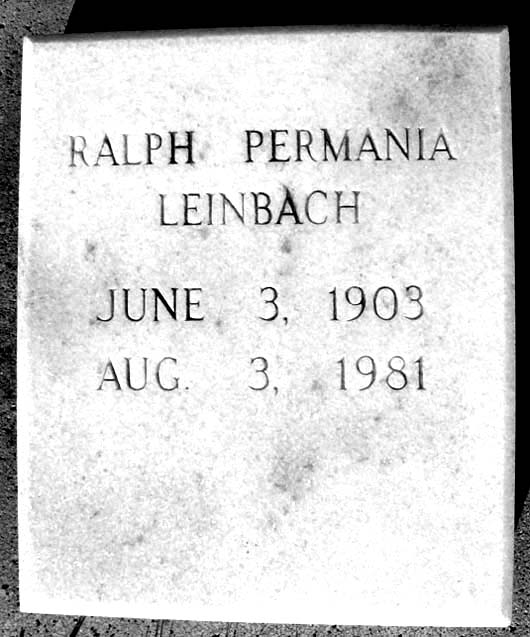 RALPH PERMANIA
LEINBACH
JUNE 3, 1903
AUG. 3, 1981